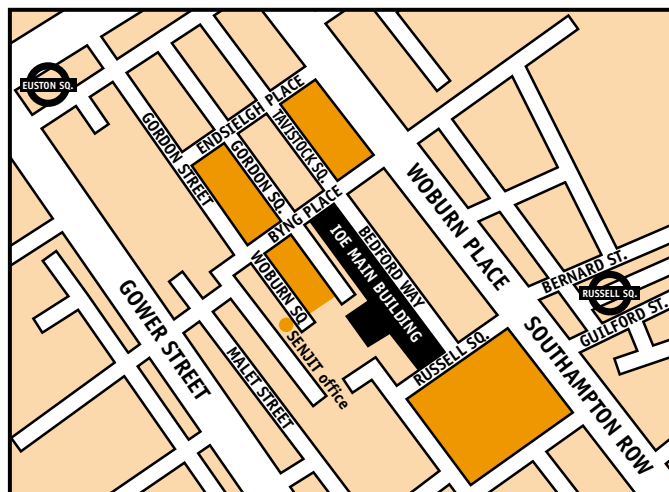 EUSTON SQ.
ENDSIELGH PLACE
GORDON STREET
GORDON SQ.
TAVISTOCK SQ.
BYNG PLACE
WOBURN PLACE
BEDFORD WAY
IOE MAIN BUILDING
WOBURN SQ.
SENJIT office
GOWER STREET
MALET STREET
RUSSELL SQ.
BERNARD ST.
RUSSELL SQ.
GUILFORD ST.
SOUTHAMPTON ROW